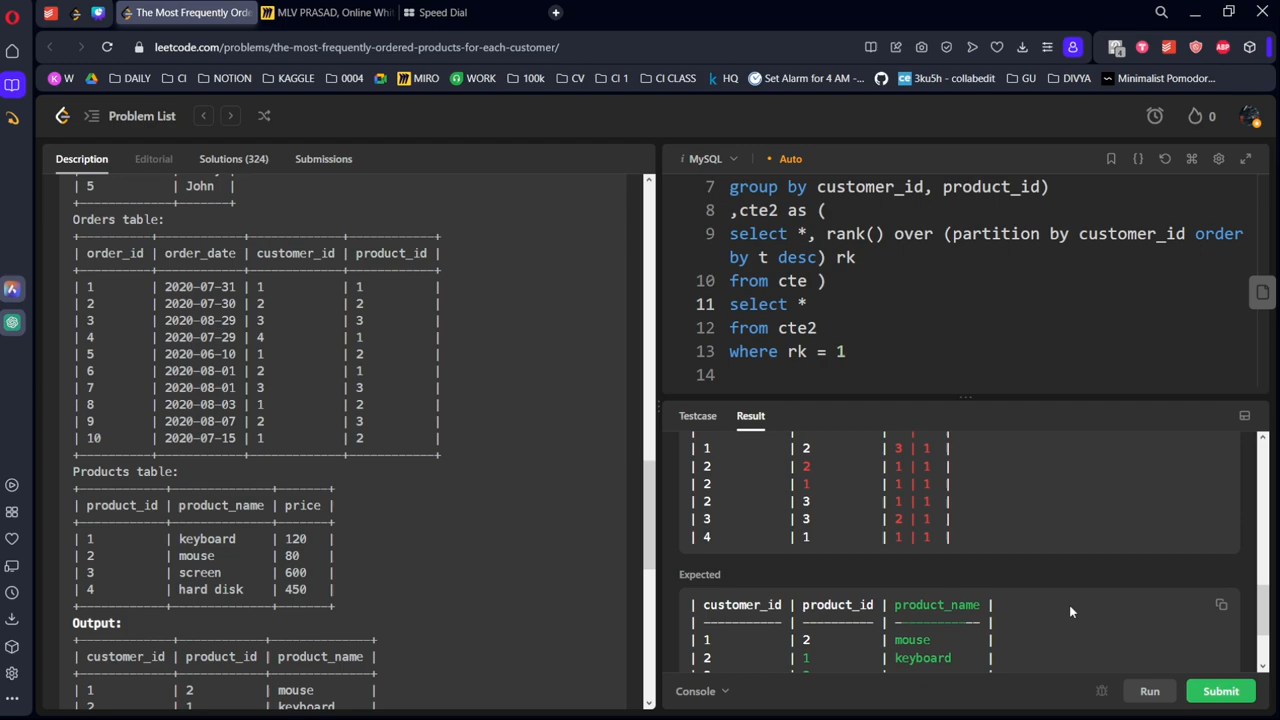 The Most Frequently Orde
MLV PRASAD, Online Whit
Speed Dial
leetcode.com/problems/the-most-frequently-ordered-products-for-each-customer/
W
DAILY
CI
NOTION
KAGGLE
0004
MIRO
WORK
100k
CV
CI 1
CI CLASS
HQ
Set Alarm for 4 AM -...
3ku5h - collabedit
GU
DIVYA
Minimalist Pomodor...
Problem List
0
Description
Editorial
Solutions (324)
Submissions
| 5 | John |
+-------------+-------+
Orders table:
+------------+------------+-------------+------------+
| order_id | order_date | customer_id | product_id |
+------------+------------+-------------+------------+
| 1 | 2020-07-31 | 1 | 1 |
| 2 | 2020-07-30 | 2 | 2 |
| 3 | 2020-08-29 | 3 | 3 |
| 4 | 2020-07-29 | 4 | 1 |
| 5 | 2020-06-10 | 1 | 2 |
| 6 | 2020-08-01 | 2 | 1 |
| 7 | 2020-08-01 | 3 | 3 |
| 8 | 2020-08-03 | 1 | 2 |
| 9 | 2020-08-07 | 2 | 3 |
| 10 | 2020-07-15 | 1 | 2 |
+------------+------------+-------------+------------+
Products table:
+------------+--------------+-------+
| product_id | product_name | price |
+------------+--------------+-------+
| 1 | keyboard | 120 |
| 2 | mouse | 80 |
| 3 | screen | 600 |
| 4 | hard disk | 450 |
+------------+--------------+-------+
Output:
+-------------+------------+--------------+
| customer_id | product_id | product_name |
+-------------+------------+--------------+
| 1 | 2 | mouse |
| 2 | 1 | keyboard |
MySQL
Auto
7 group by customer_id, product_id)
8 ,cte2 as (
9 select *, rank() over (partition by customer_id order
by t desc) rk
10 from cte )
11 select *
12 from cte2
13 where rk = 1
14
Testcase
Result
| 1 | 2 | 3 | 1 |
| 2 | 2 | 1 | 1 |
| 2 | 1 | 1 | 1 |
| 2 | 3 | 1 | 1 |
| 3 | 3 | 2 | 1 |
| 4 | 1 | 1 | 1 |
Expected
| customer_id | product_id | product_name |
| ----------- | ---------- | ------------ |
| 1 | 2 | mouse |
| 2 | 1 | keyboard |
Console
Run
Submit